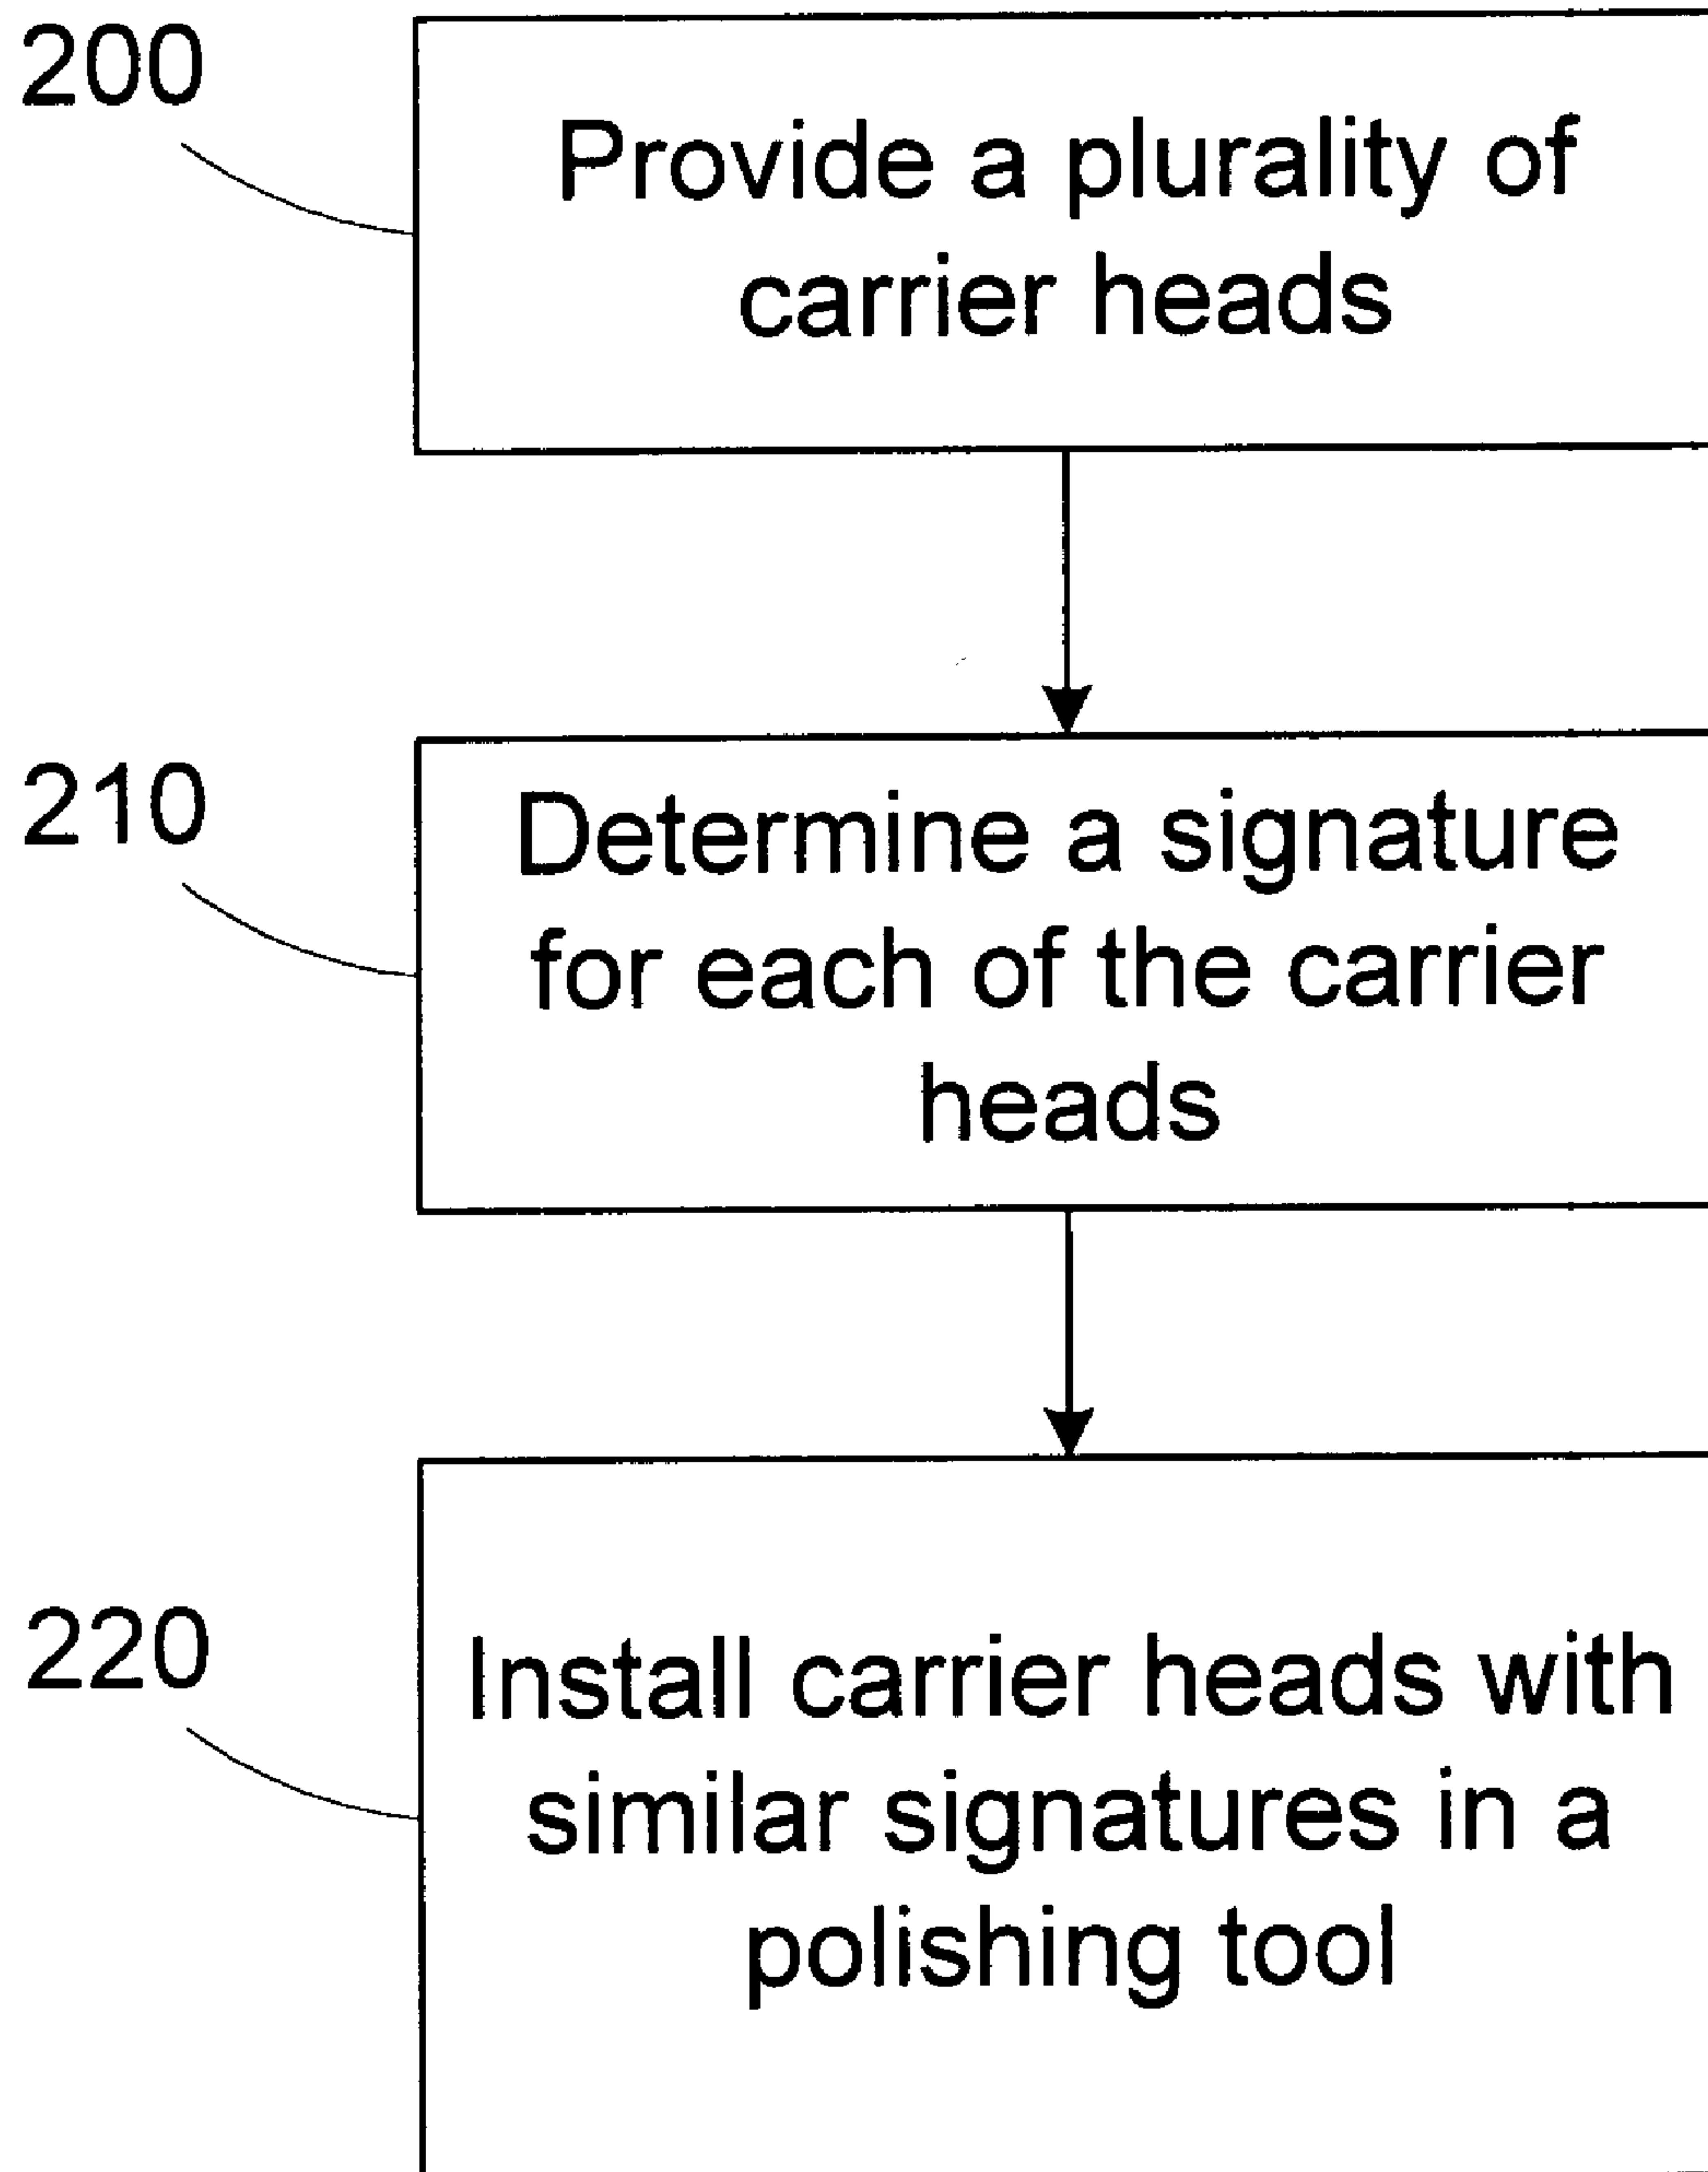 200
Provide a plurality of
carrier heads
210
Determine a signature
for each of the carrier
heads
220
Install carrier heads with
similar signatures in a
polishing tool